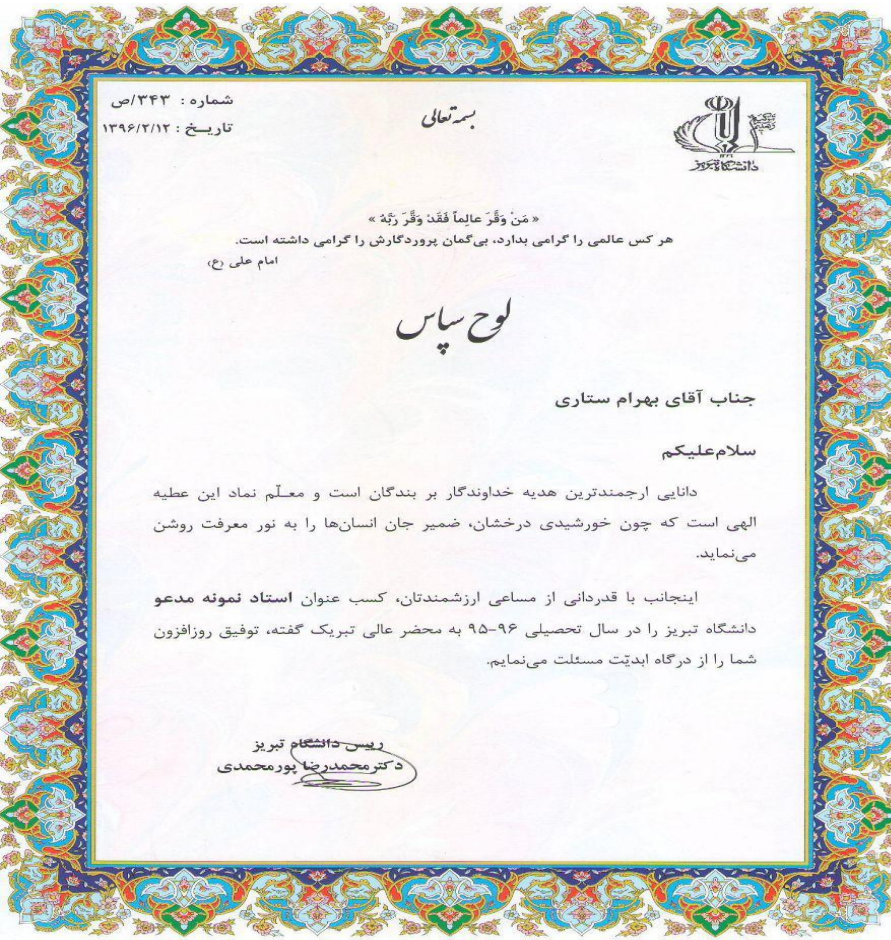 شماره : ۳۴۳/ص
تاریـخ : ۱۳۹۶/۲/۱۲
بسمه تعالی
دانشگاه تبریز
« مَنْ وَقَّرَ عالِماً فَقَدْ وَقَّرَ رَبَّهُ »
هر کس عالمی را گرامی بدارد، بی‌گمان پروردگارش را گرامی داشته است.
امام علی (ع)
لوح سپاس
جناب آقای بهرام ستاری
سلام‌علیکم
دانایی ارجمندترین هدیه خداوندگار بر بندگان است و معـلّم نماد این عطیه
الهی است که چون خورشیدی درخشان، ضمیر جان انسان‌ها را به نور معرفت روشن
می‌نماید.
اینجانب با قدردانی از مساعی ارزشمندتان، کسب عنوان استاد نمونه مدعو
دانشگاه تبریز را در سال تحصیلی ۹۶-۹۵ به محضر عالی تبریک گفته، توفیق روزافزون
شما را از درگاه ابدیّت مسئلت می‌نمایم.
رییس دانشگاه تبریز
دکترمحمدرضا پورمحمدی